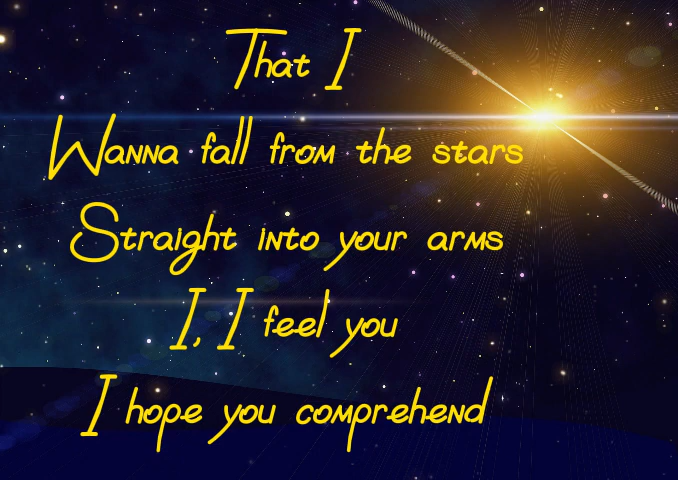 That I
Wanna fall from the stars
Straight into your arms
I, I feel you
I hope you comprehend